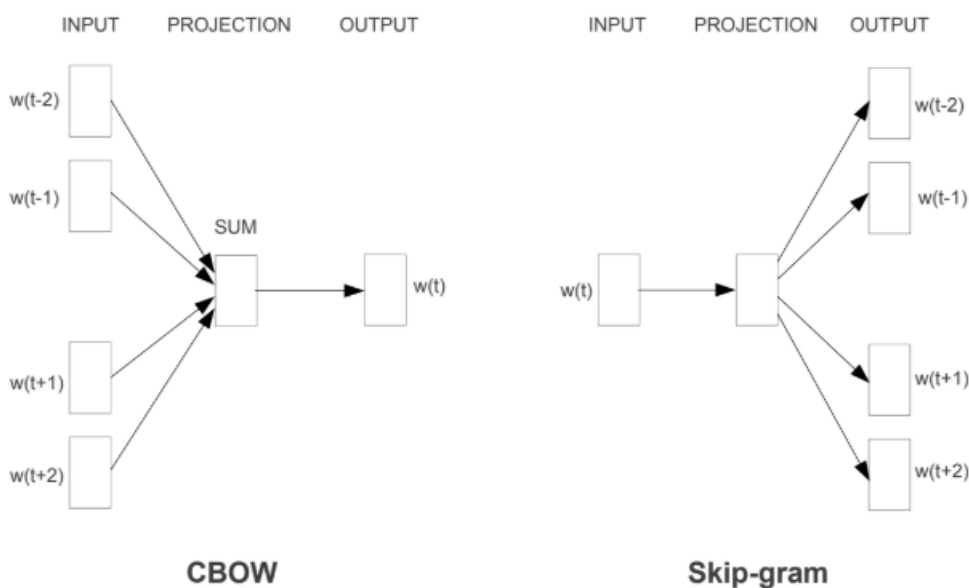 INPUT PROJECTION OUTPUT
w(t-2)
w(t-1)
SUM
w(t)
w(t+1)
w(t+2)
CBOW
INPUT PROJECTION OUTPUT
w(t-2)
w(t-1)
w(t)
w(t+1)
w(t+2)
Skip-gram